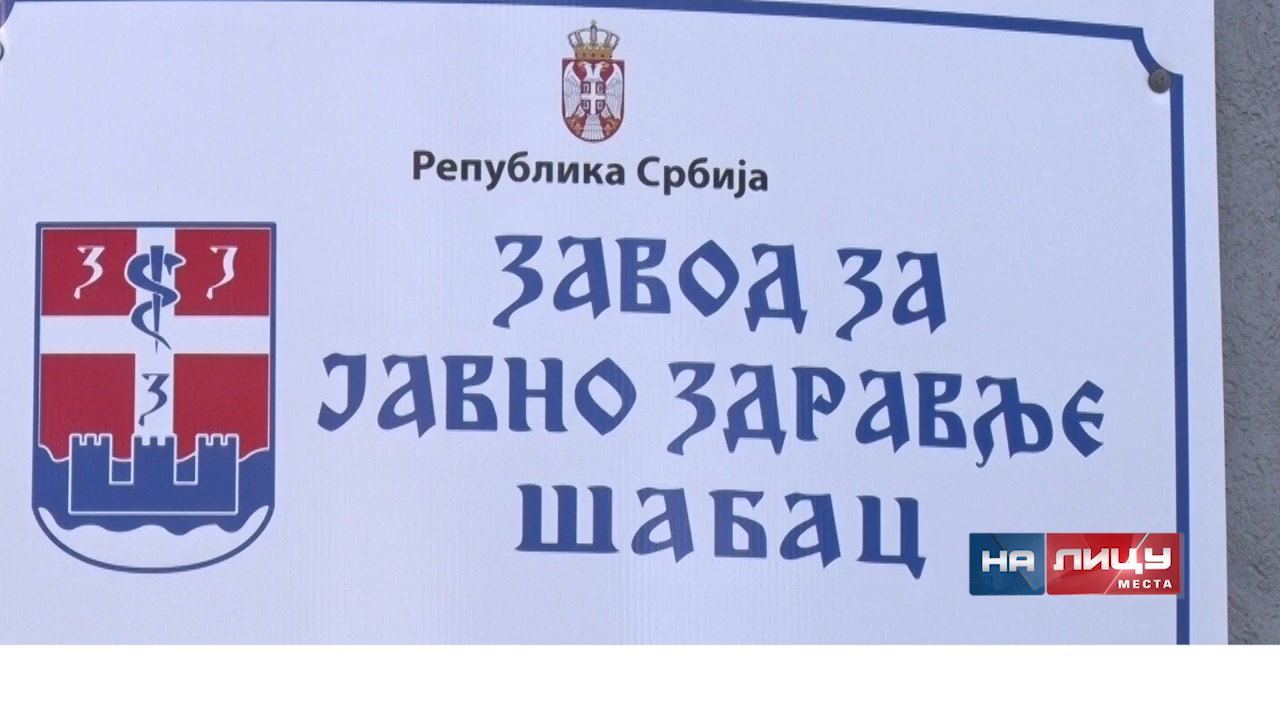 Република Србија
З Ј
З
ЗАВОД ЗА
ЈАВНО ЗДРАВЉЕ
ШАБАЦ
НА ЛИЦУ
МЕСТА